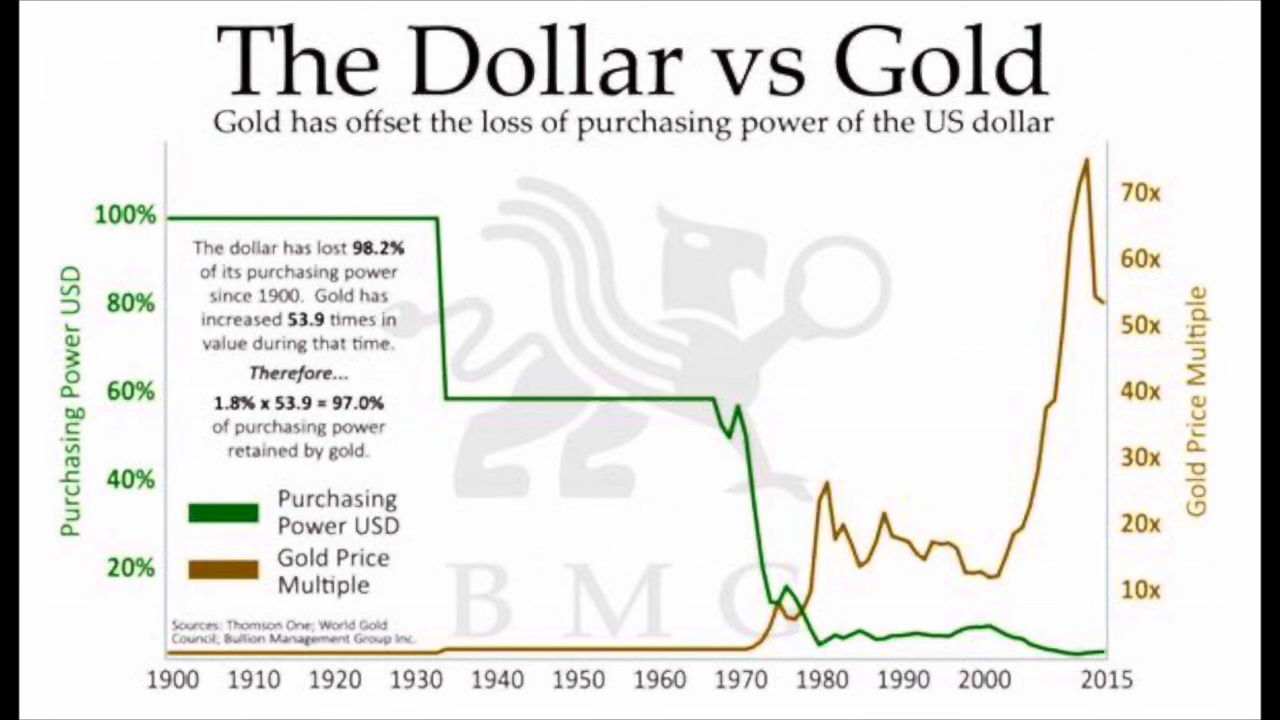 The Dollar vs Gold
Gold has offset the loss of purchasing power of the US dollar
Purchasing Power USD
100%
80%
60%
40%
20%
The dollar has lost 98.2%
of its purchasing power
since 1900. Gold has
increased 53.9 times in
value during that time.
Therefore...
1.8% x 53.9 = 97.0%
of purchasing power
retained by gold.
Purchasing
Power USD
Gold Price
Multiple
Sources: Thomson One; World Gold
Council; Bullion Management Group Inc.
BMG
70x
60x
50x
40x
30x
20x
10x
Gold Price Multiple
1900 1910 1920 1930 1940 1950 1960 1970 1980 1990 2000 2015